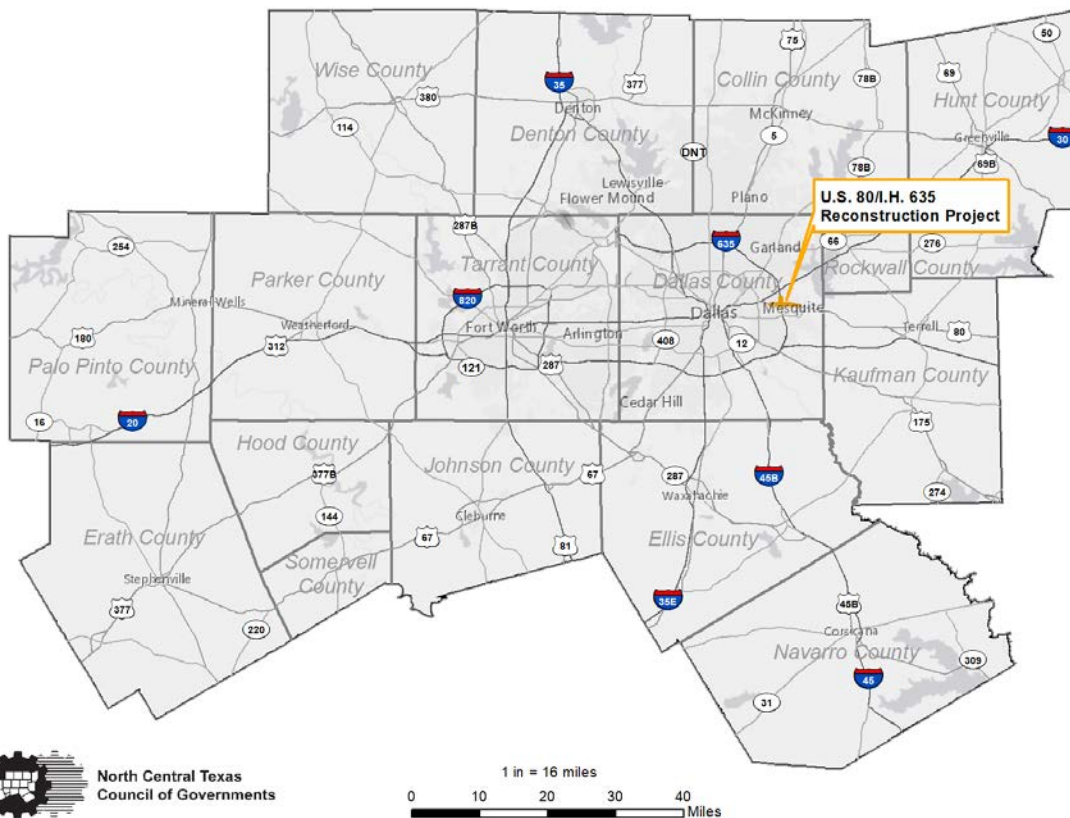 50
75
Wise County
69
Collin County
78B
35
377
Hunt County
380
Denton
McKinney
114
Denton County
5
Greenville
30
DNT
69B
78B
Lewisville
Flower Mound
Plano
U.S. 80/I.H. 635
Reconstruction Project
287B
635
Garland
66
276
254
Parker County
Tarrant County
Rockwall County
Dallas County
Mineral Wells
820
Mesquite
Weatherford
Fort Worth
Arlington
Dallas
Terrell
80
180
312
408
12
Palo Pinto County
121
287
Kaufman County
Cedar Hill
16
20
175
Hood County
Johnson County
377B
67
287
45B
274
Waxahachie
144
Cleburne
Erath County
67
81
Ellis County
Somervell
County
Stephenville
377
35E
45B
220
Corsicana
Navarro County
309
45
31
North Central Texas
Council of Governments
1 in = 16 miles
0 10 20 30 40
Miles